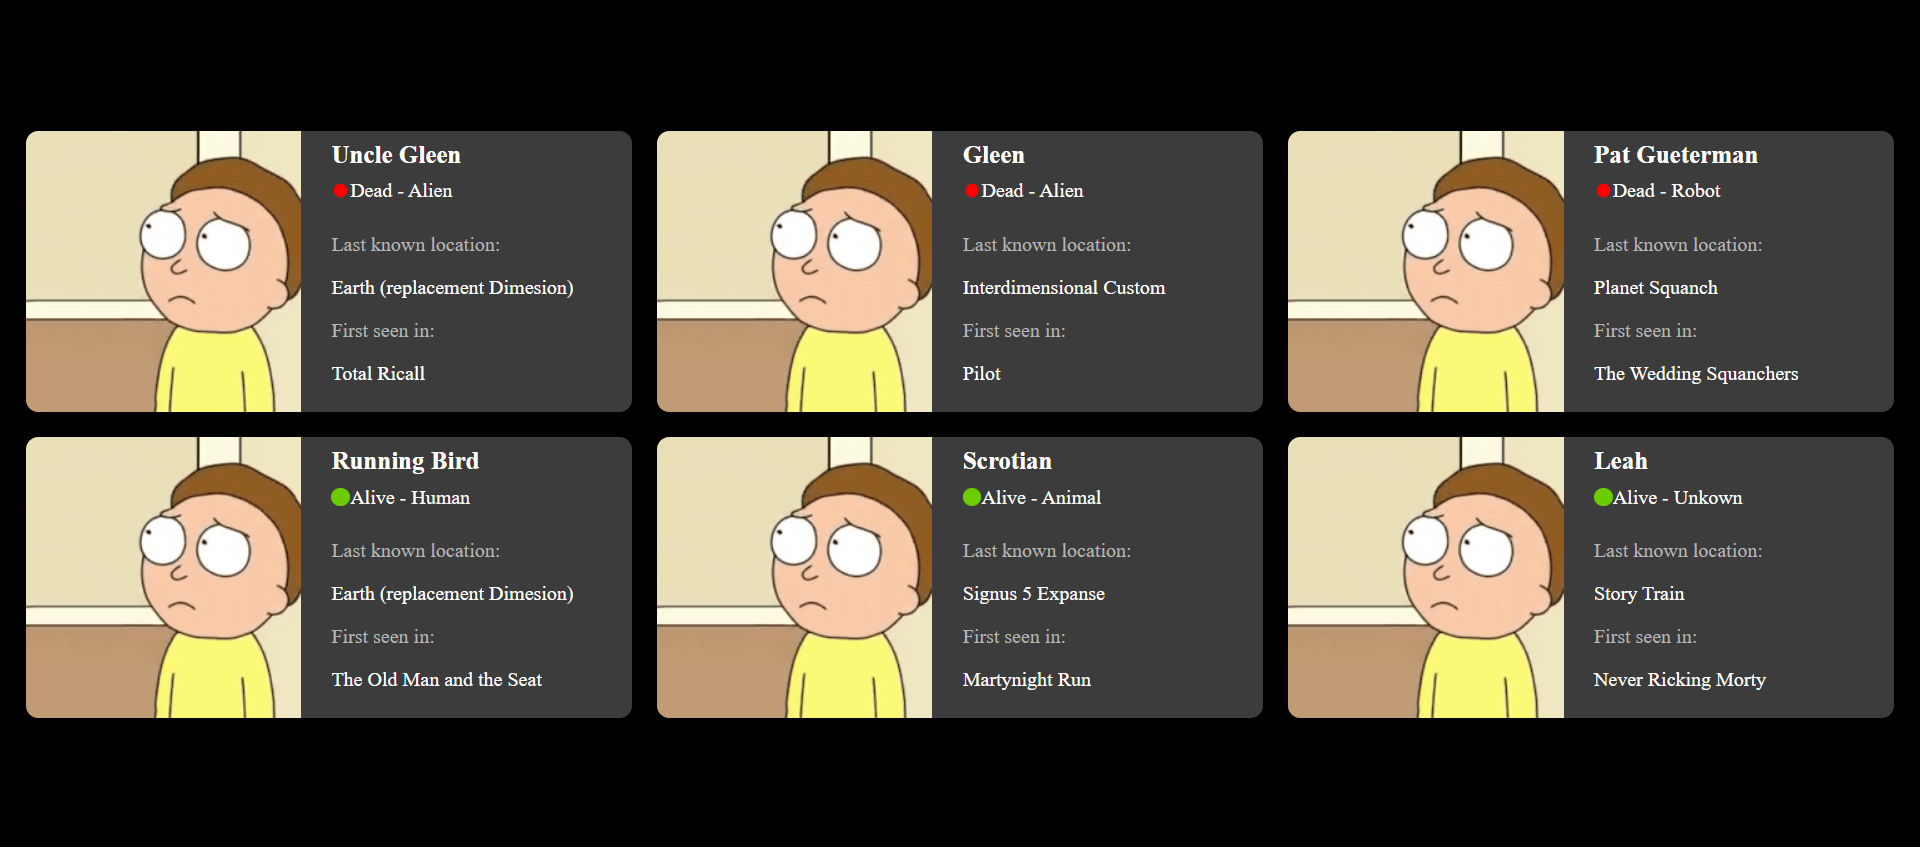 Uncle Gleen
Dead - Alien
Last known location:
Earth (replacement Dimesion)
First seen in:
Total Ricall
Gleen
Dead - Alien
Last known location:
Interdimensional Custom
First seen in:
Pilot
Pat Gueterman
Dead - Robot
Last known location:
Planet Squanch
First seen in:
The Wedding Squanchers
Running Bird
Alive - Human
Last known location:
Earth (replacement Dimesion)
First seen in:
The Old Man and the Seat
Scrotian
Alive - Animal
Last known location:
Signus 5 Expanse
First seen in:
Martynight Run
Leah
Alive - Unkown
Last known location:
Story Train
First seen in:
Never Ricking Morty